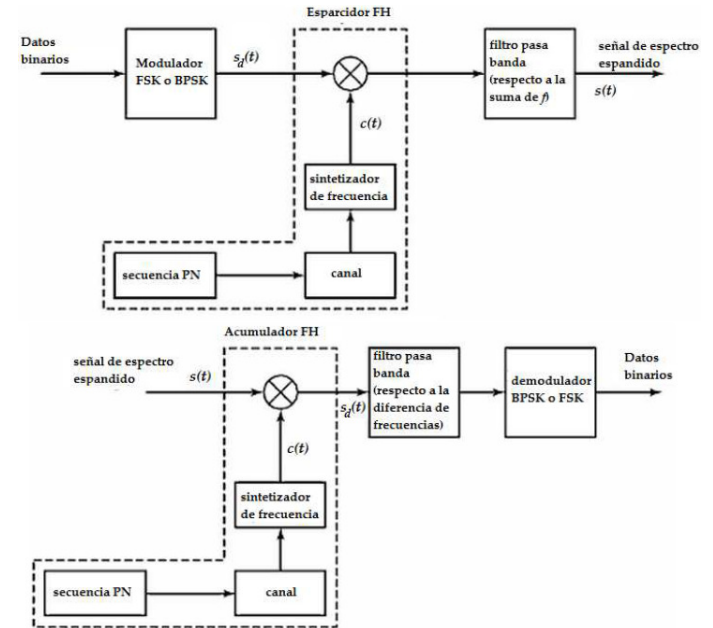 Esparcidor FH
Datos
binarios
Modulador
FSK o BPSK
s_d(t)
c(t)
filtro pasa
banda
(respecto a la
suma de f)
señal de espectro
espandido
s(t)
sintetizador
de frecuencia
secuencia PN
canal
Acumulador FH
señal de espectro
espandido
s(t)
c(t)
s_d(t)
filtro pasa
banda
(respecto a la
diferencia de
frecuencias)
demodulador
BPSK o FSK
Datos
binarios
sintetizador
de frecuencia
secuencia PN
canal